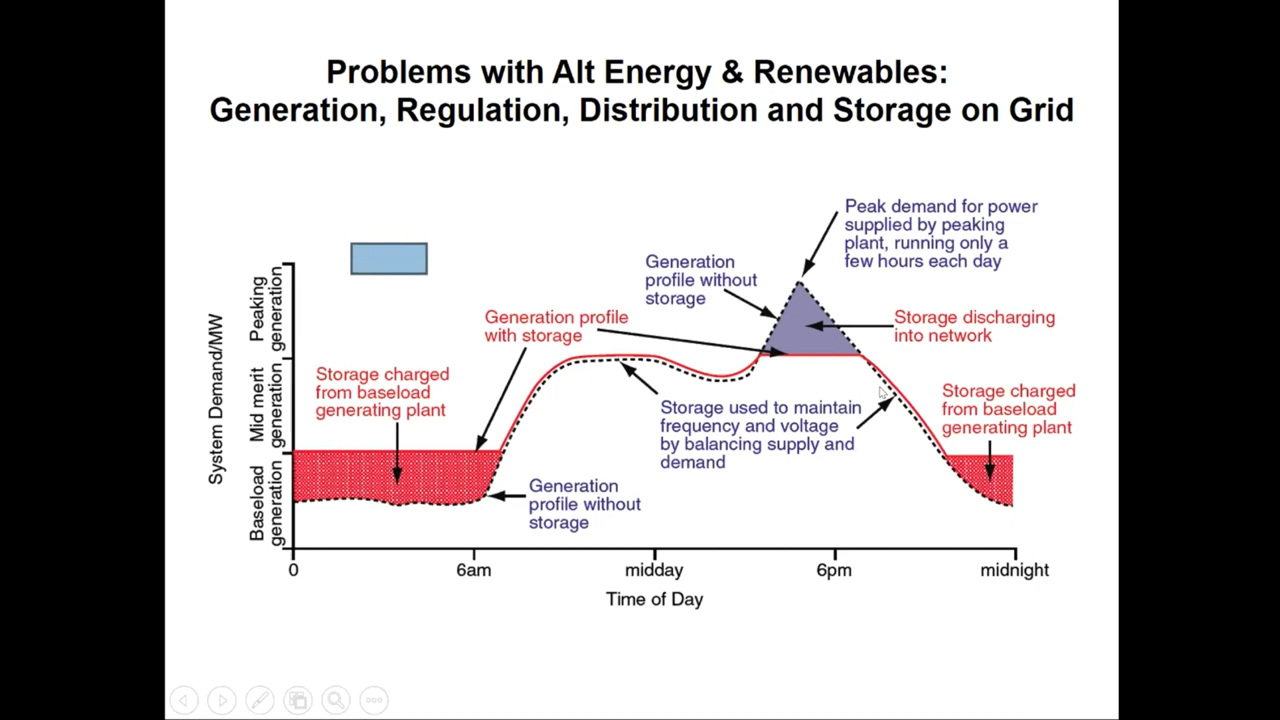 Problems with Alt Energy & Renewables:
Generation, Regulation, Distribution and Storage on Grid
Peak demand for power
supplied by peaking
plant, running only a
few hours each day
Generation
profile without
storage
Generation profile
with storage
Storage discharging
into network
Storage charged
from baseload
generating plant
Storage charged
from baseload
generating plant
Storage used to maintain
frequency and voltage
by balancing supply and
demand
Generation
profile without
storage
System Demand/MW
Peaking
generation
Mid merit
generation
Baseload
generation
0
6am
midday
6pm
midnight
Time of Day